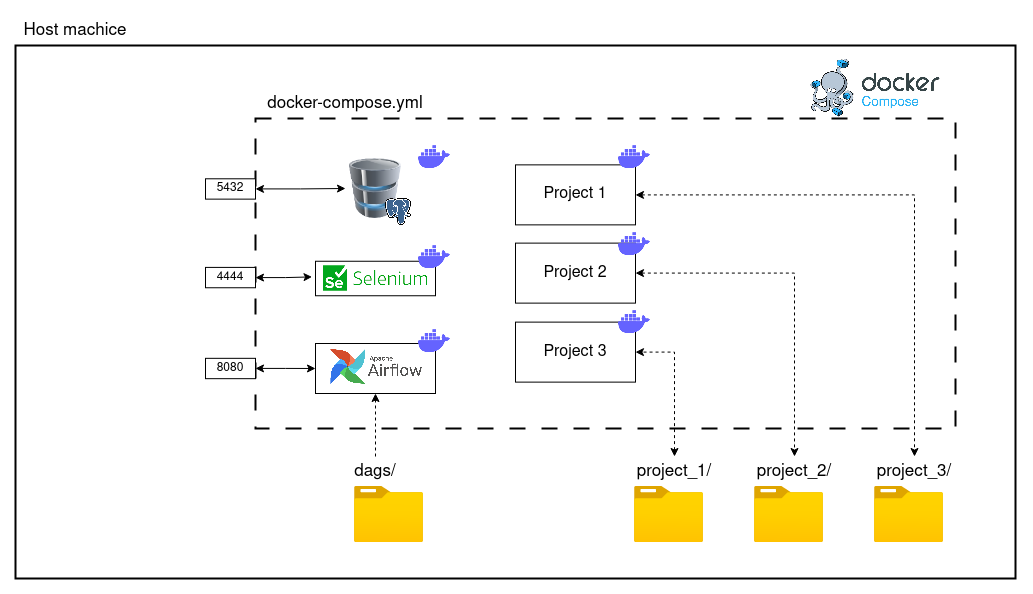 Host machice
docker
Compose
docker-compose.yml
5432
Project 1
4444
Se Selenium
Project 2
8080
Apache
Airflow
Project 3
dags/
project_1/
project_2/
project_3/